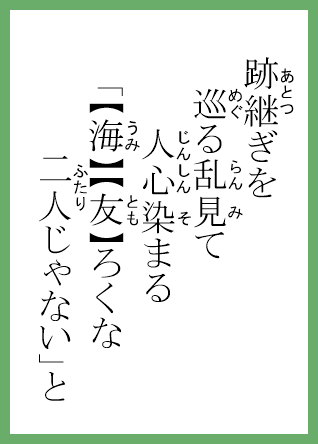 跡継ぎを
巡る乱見て
人心染まる
「【海】【友】ろくな
二人じゃない」と